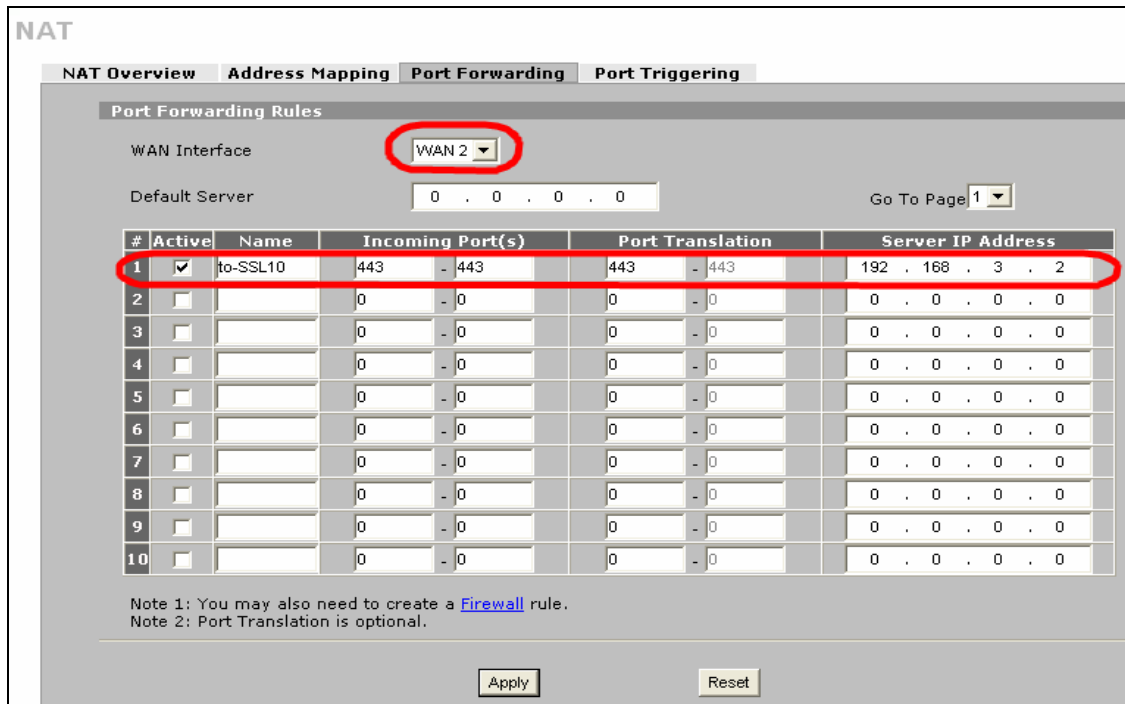 NAT
NAT Overview Address Mapping Port Forwarding Port Triggering
Port Forwarding Rules
WAN Interface WAN 2
Default Server 0 . 0 . 0 . 0 Go To Page 1
# Active Name Incoming Port(s) Port Translation Server IP Address
1 to-SSL10 443 - 443 443 - 443 192 . 168 . 3 . 2
2 0 - 0 0 - 0 0 . 0 . 0 . 0
3 0 - 0 0 - 0 0 . 0 . 0 . 0
4 0 - 0 0 - 0 0 . 0 . 0 . 0
5 0 - 0 0 - 0 0 . 0 . 0 . 0
6 0 - 0 0 - 0 0 . 0 . 0 . 0
7 0 - 0 0 - 0 0 . 0 . 0 . 0
8 0 - 0 0 - 0 0 . 0 . 0 . 0
9 0 - 0 0 - 0 0 . 0 . 0 . 0
10 0 - 0 0 - 0 0 . 0 . 0 . 0
Note 1: You may also need to create a Firewall rule.
Note 2: Port Translation is optional.
Apply Reset